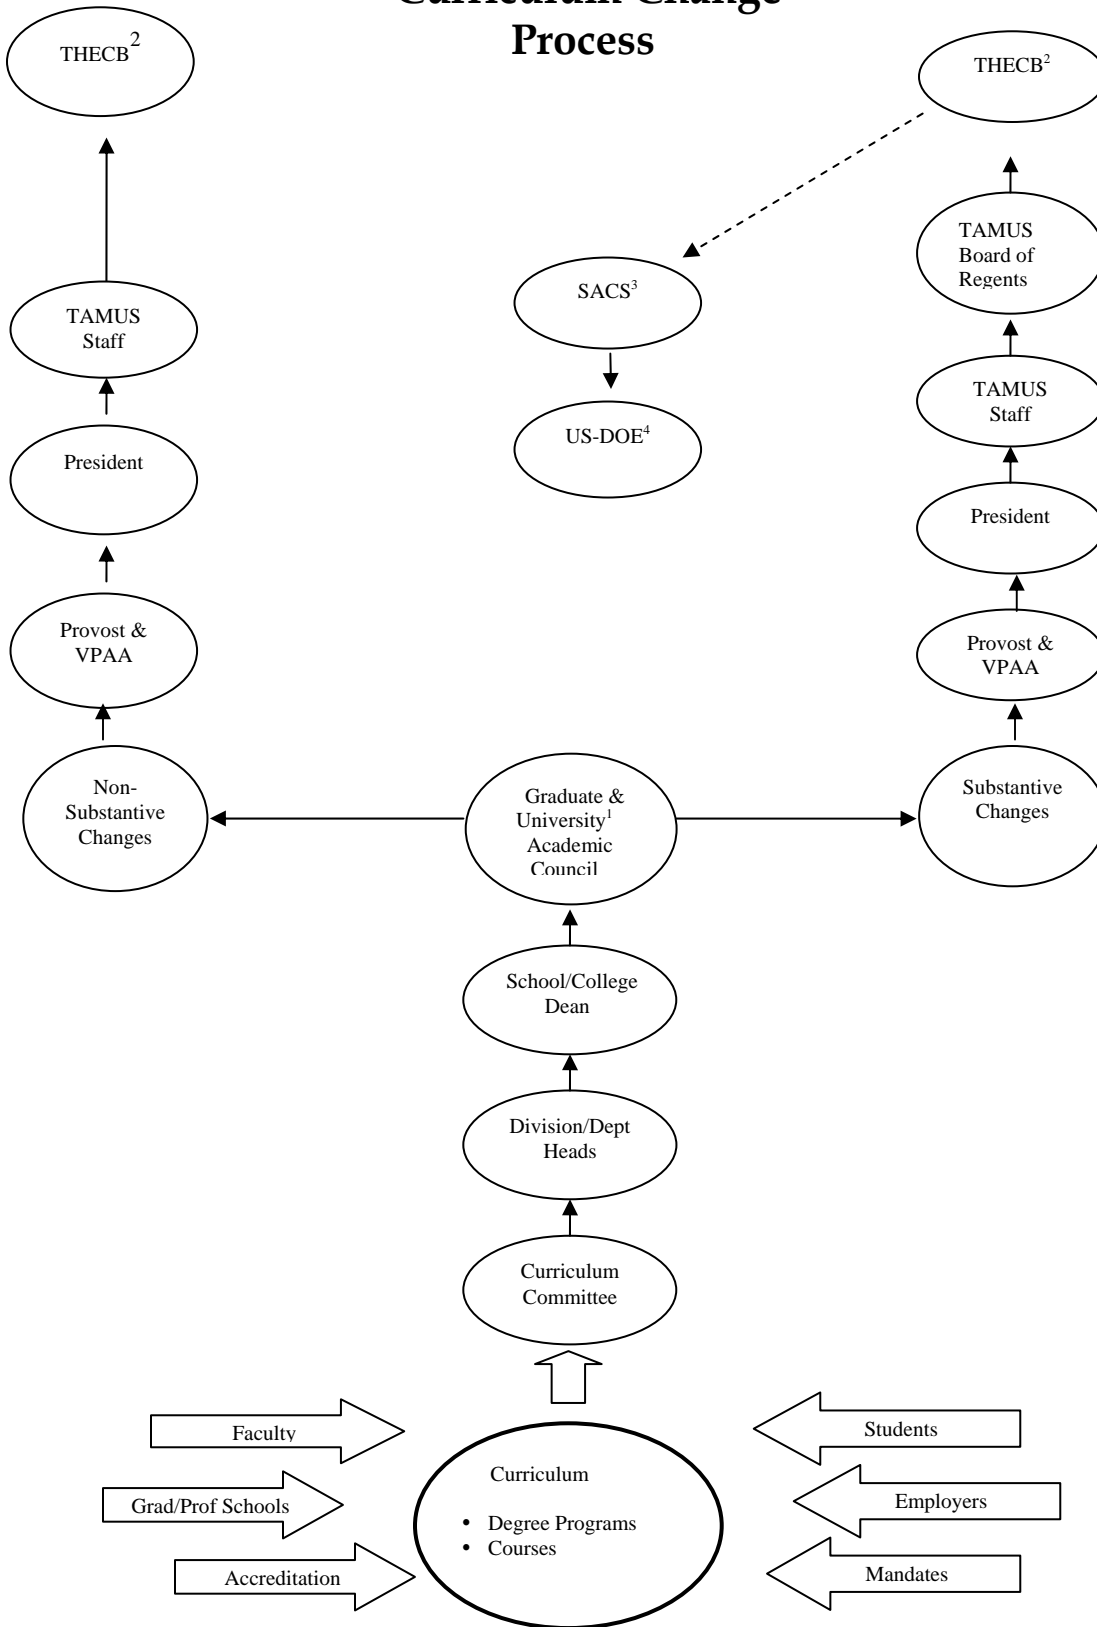 Curriculum Change
Process
THECB2
THECB2
TAMUS
Board of
Regents
SACS3
TAMUS
Staff
TAMUS
Staff
US-DOE4
President
President
Provost &
VPAA
Provost &
VPAA
Non-
Substantive
Changes
Graduate &
University1
Academic
Council
Substantive
Changes
School/College
Dean
Division/Dept
Heads
Curriculum
Committee
Faculty
Students
Curriculum
Grad/Prof Schools
Employers
• Degree Programs
• Courses
Accreditation
Mandates